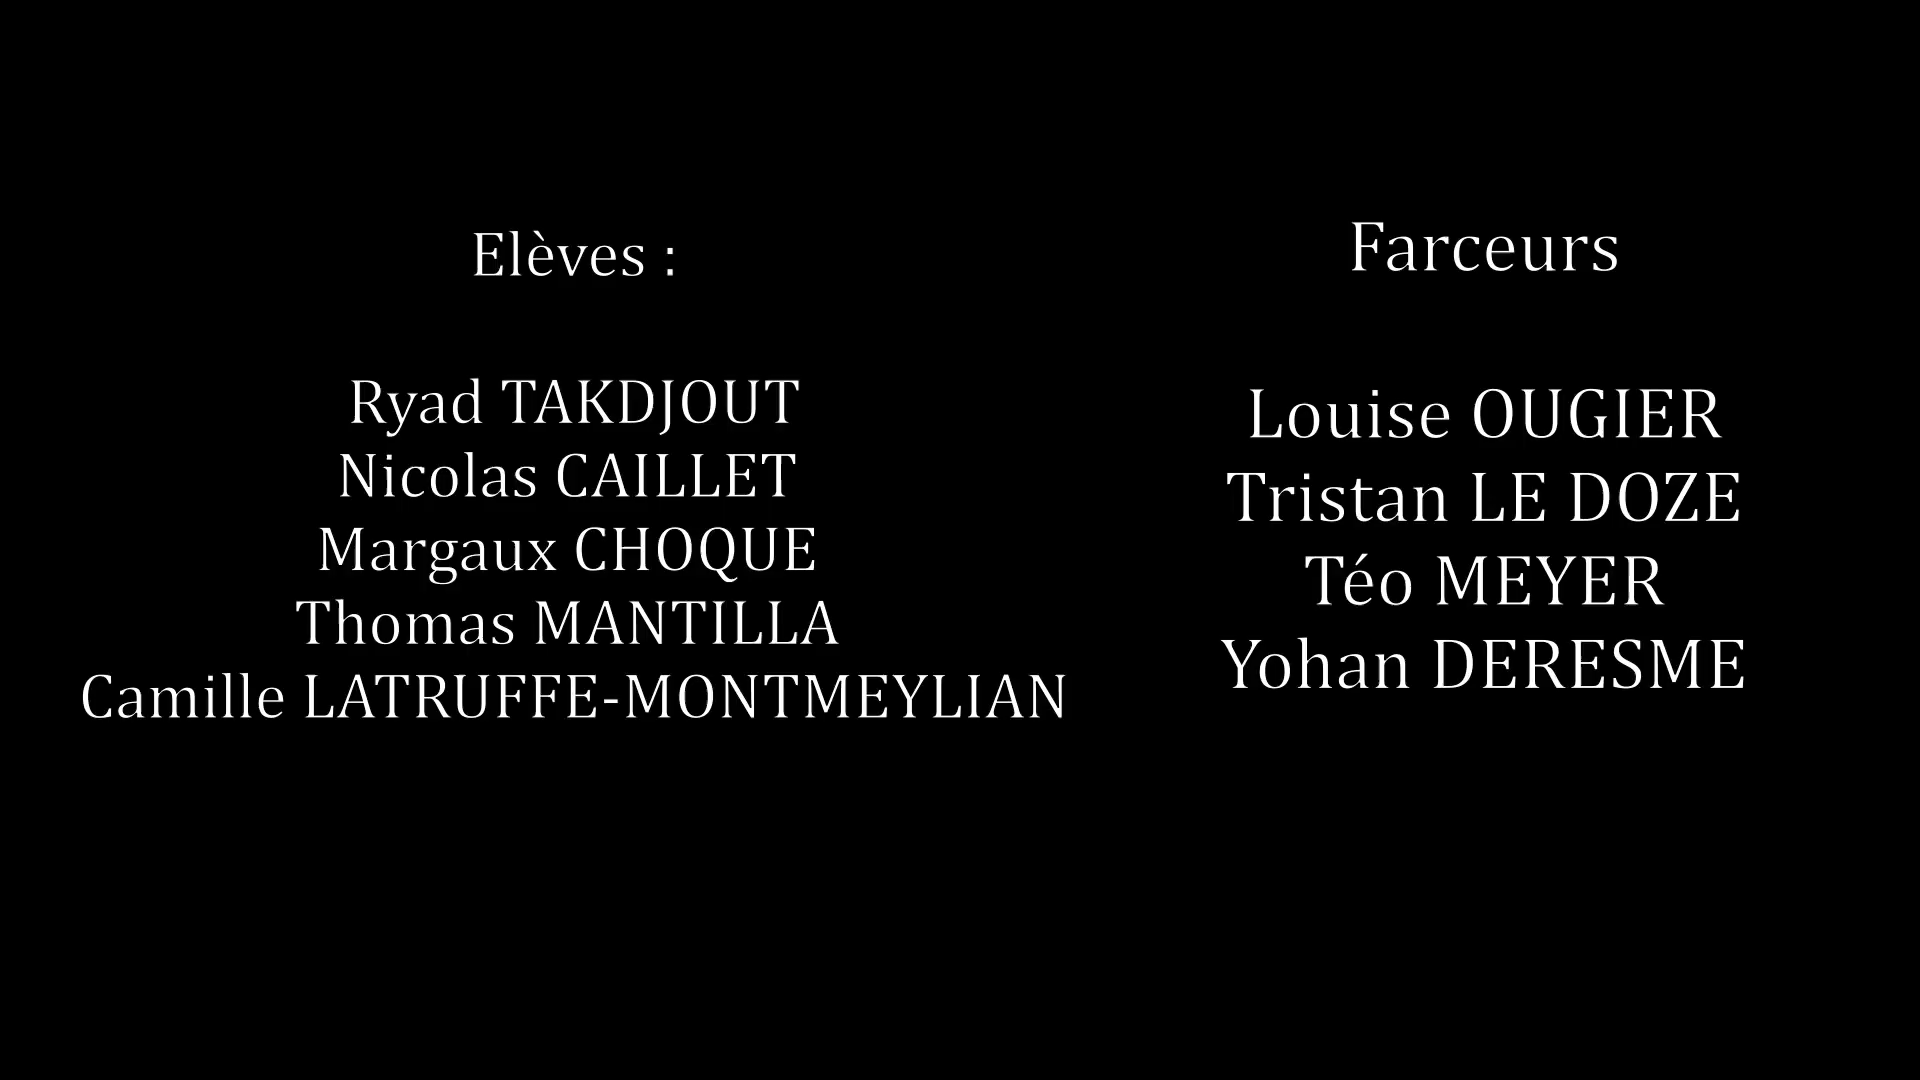 Elèves :
Ryad TAKDJOUT
Nicolas CAILLET
Margaux CHOQUE
Thomas MANTILLA
Camille LATRUFFE-MONTMEYLIAN
Farceurs
Louise OUGIER
Tristan LE DOZE
Téo MEYER
Yohan DERESME